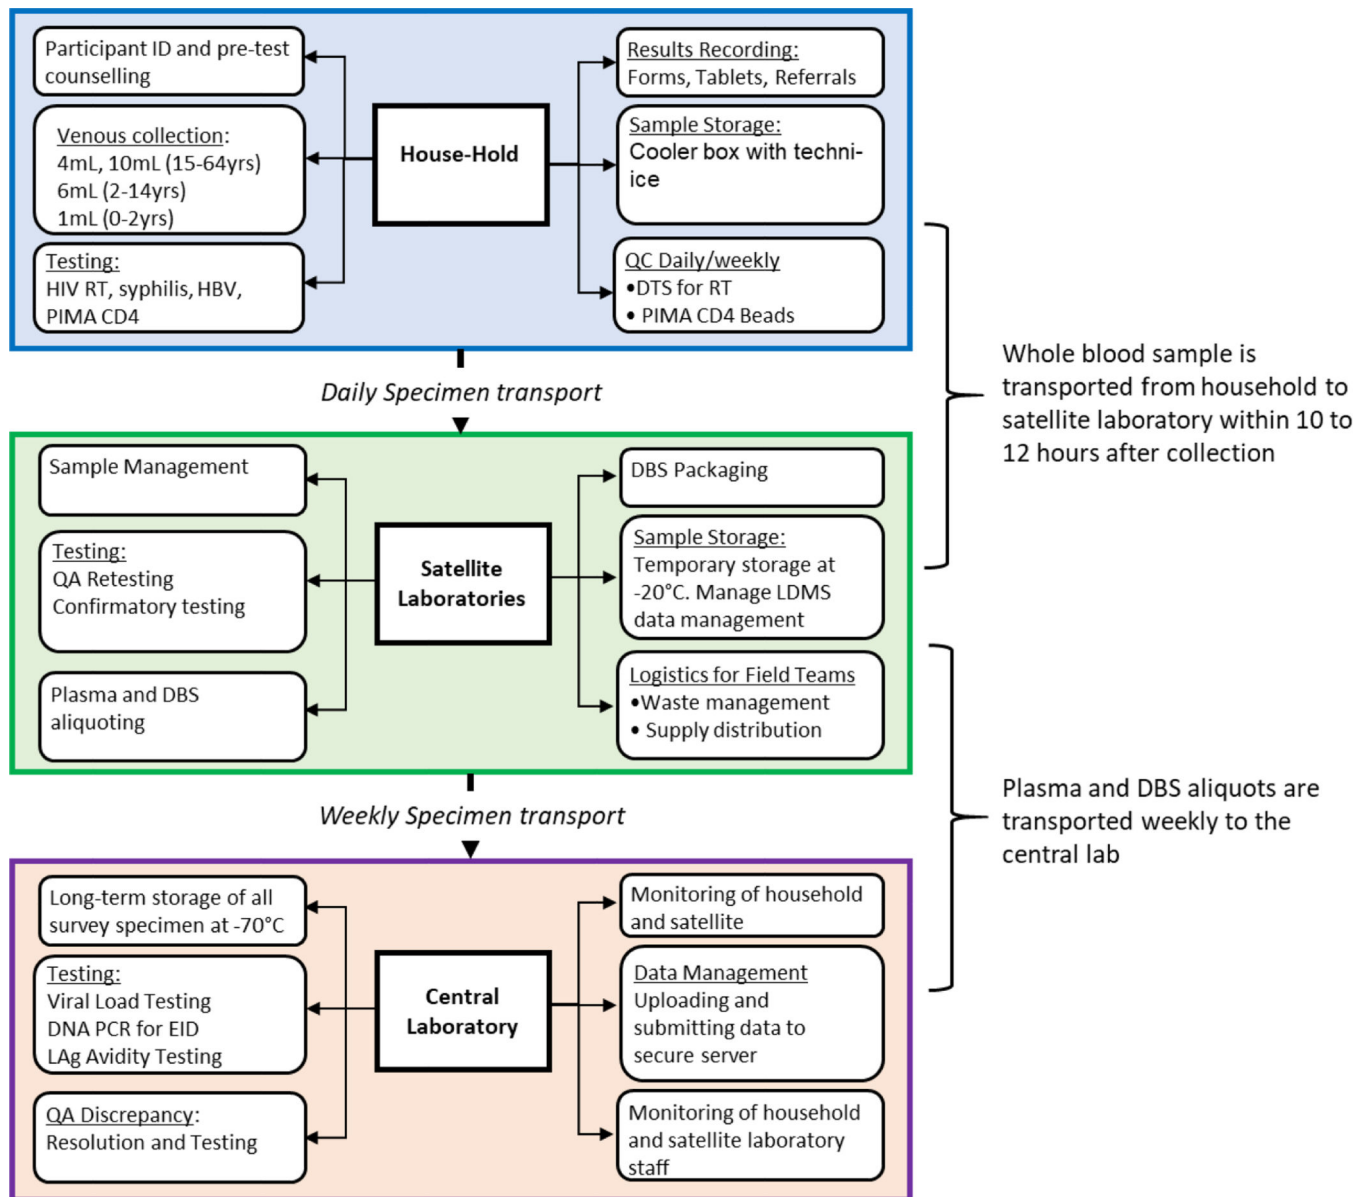 Participant ID and pre-test
counselling
Venous collection:
4mL, 10mL (15-64yrs)
6mL (2-14yrs)
1mL (0-2yrs)
Testing:
HIV RT, syphilis, HBV,
PIMA CD4
House-Hold
Results Recording:
Forms, Tablets, Referrals
Sample Storage:
Cooler box with techni-
ice
QC Daily/weekly
•DTS for RT
• PIMA CD4 Beads
Daily Specimen transport
Whole blood sample is
transported from household to
satellite laboratory within 10 to
12 hours after collection
Sample Management
Testing:
QA Retesting
Confirmatory testing
Plasma and DBS
aliquoting
Satellite
Laboratories
DBS Packaging
Sample Storage:
Temporary storage at
-20°C. Manage LDMS
data management
Logistics for Field Teams
•Waste management
• Supply distribution
Weekly Specimen transport
Plasma and DBS aliquots are
transported weekly to the
central lab
Long-term storage of all
survey specimen at -70°C
Testing:
Viral Load Testing
DNA PCR for EID
LAg Avidity Testing
QA Discrepancy:
Resolution and Testing
Central
Laboratory
Monitoring of household
and satellite
Data Management
Uploading and
submitting data to
secure server
Monitoring of household
and satellite laboratory
staff